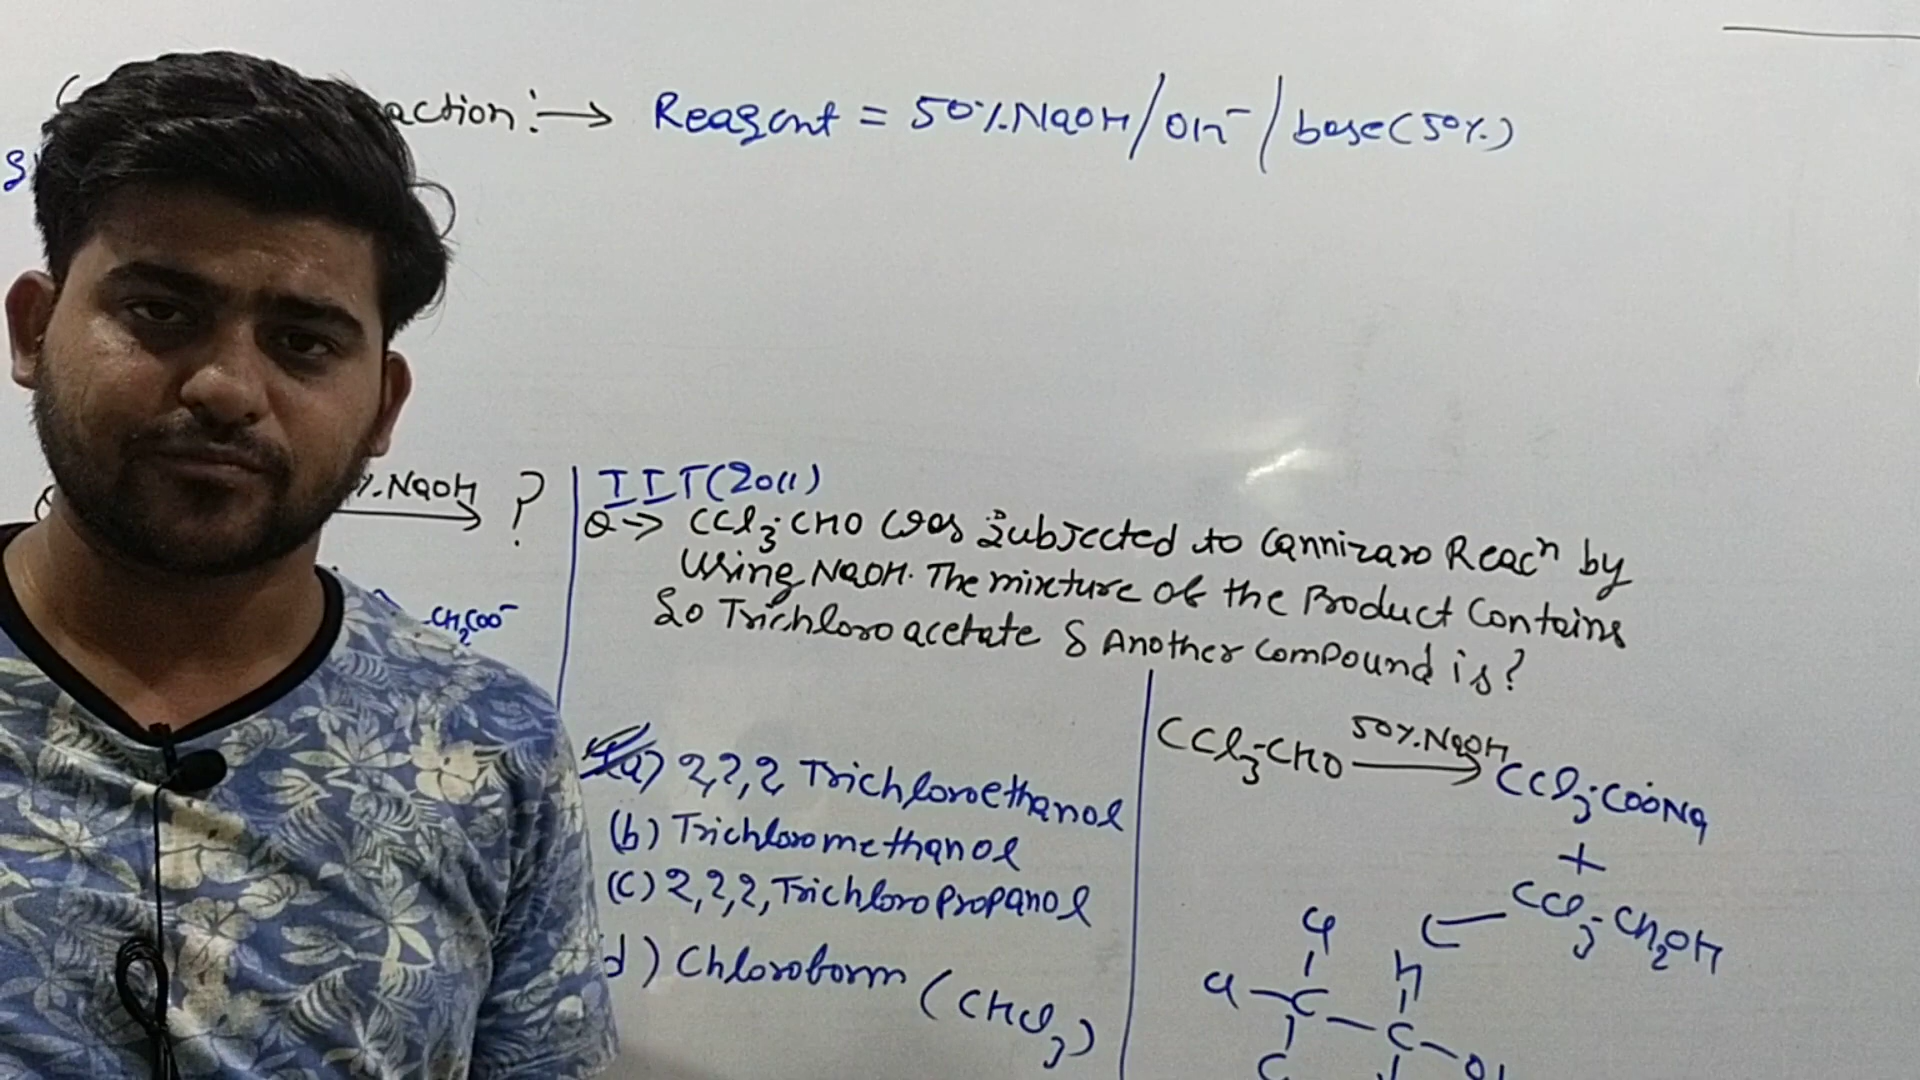 action :→ Reagent = 50%.NaOH/OH⁻/base(50%.)
%.NaOH ?
CH₂COO⁻
IIT(2011)
Q→ CCl₃-CHO was Subjected to Cannizaro Reacⁿ by
Using NaOH. The mixture of the Product Contains
So Trichloroacetate & Another compound is?
(a) 2,2,2 Trichloroethanol
(b) Trichloromethanol
(c) 2,2,2, Trichloropropanol
d) Chloroform (CHCl₃)
CCl₃-CHO 50%.NaOH → CCl₃-COONa
+
CCl₃-CH₂OH
Cl H
Cl — C — C — OH